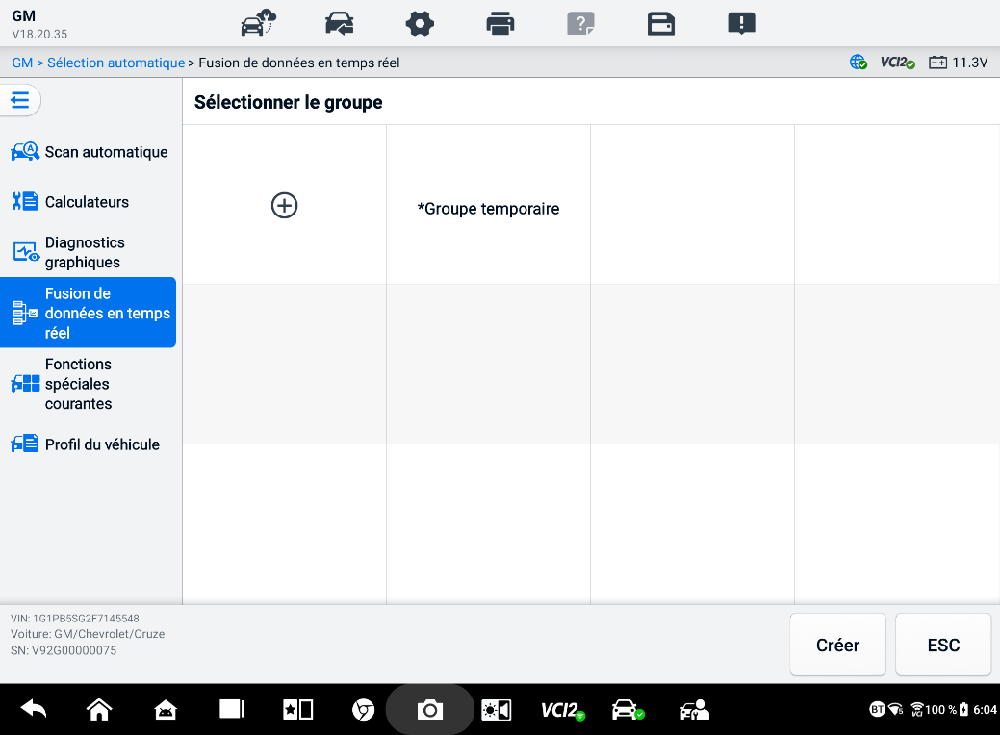 GM
V18.20.35
?
GM > Sélection automatique > Fusion de données en temps réel
VCI2
11.3V
Sélectionner le groupe
Scan automatique
Calculateurs
Diagnostics
graphiques
Fusion de
données en temps
réel
Fonctions
spéciales
courantes
Profil du véhicule
*Groupe temporaire
VIN: 1G1PB5SG2F7145548
Voiture: GM/Chevrolet/Cruze
SN: V92G00000075
Créer
ESC
VCI2
BT
5
VCI
100 %
6:04